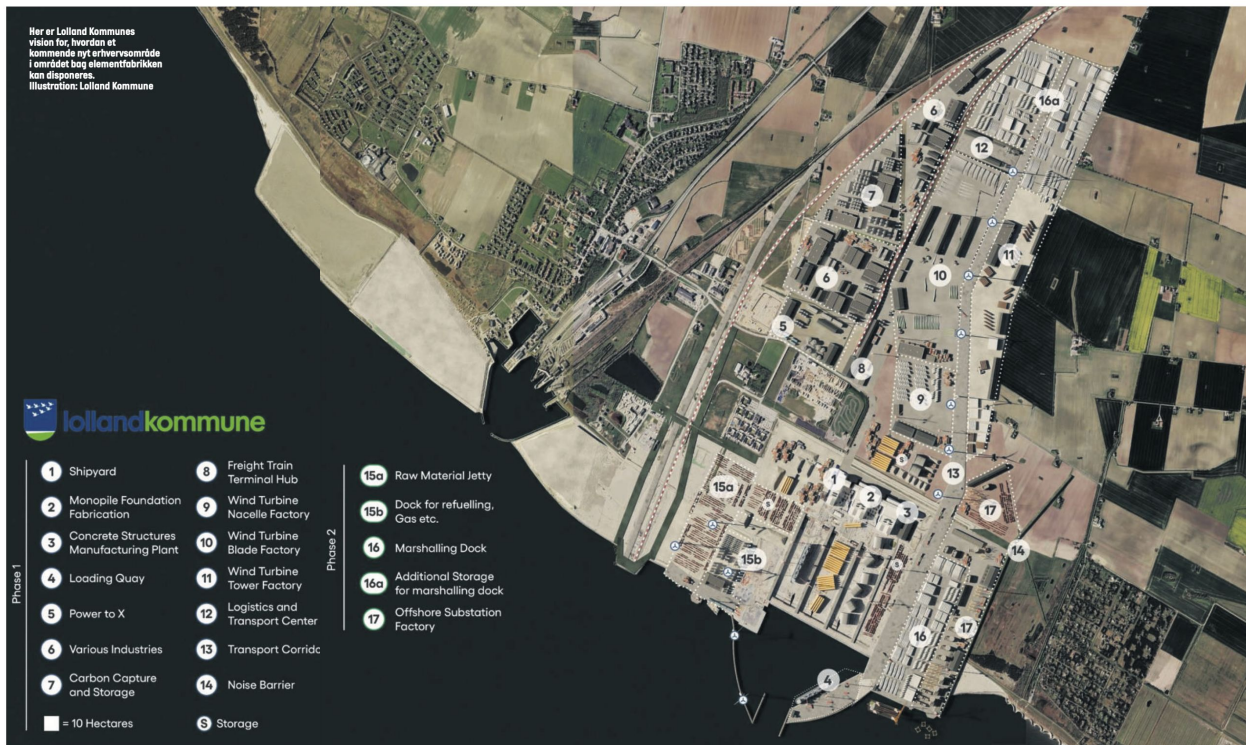 Her er Lolland Kommunes
vision for, hvordan et
kommende nyt erhvervsområde
i området bag elementfabrikken
kan disponeres.
Illustration: Lolland Kommune
lollandkommune
Phase 1
1 Shipyard
2 Monopile Foundation
Fabrication
3 Concrete Structures
Manufacturing Plant
4 Loading Quay
5 Power to X
6 Various Industries
7 Carbon Capture
and Storage
= 10 Hectares
8 Freight Train
Terminal Hub
9 Wind Turbine
Nacelle Factory
10 Wind Turbine
Blade Factory
11 Wind Turbine
Tower Factory
12 Logistics and
Transport Center
13 Transport Corrido
14 Noise Barrier
S Storage
Phase 2
15a Raw Material Jetty
15b Dock for refuelling,
Gas etc.
16 Marshalling Dock
16a Additional Storage
for marshalling dock
17 Offshore Substation
Factory
16a
6
12
7
11
6
10
5
8
9
S
13
15a
1
2
S
3
17
14
15b
S
16
17
4